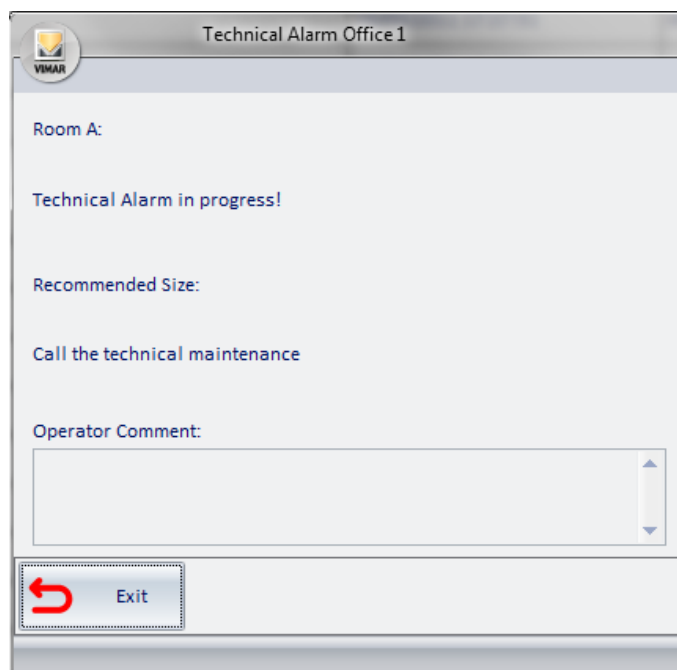 Technical Alarm Office 1
VIMAR
Room A:
Technical Alarm in progress!
Recommended Size:
Call the technical maintenance
Operator Comment:
Exit